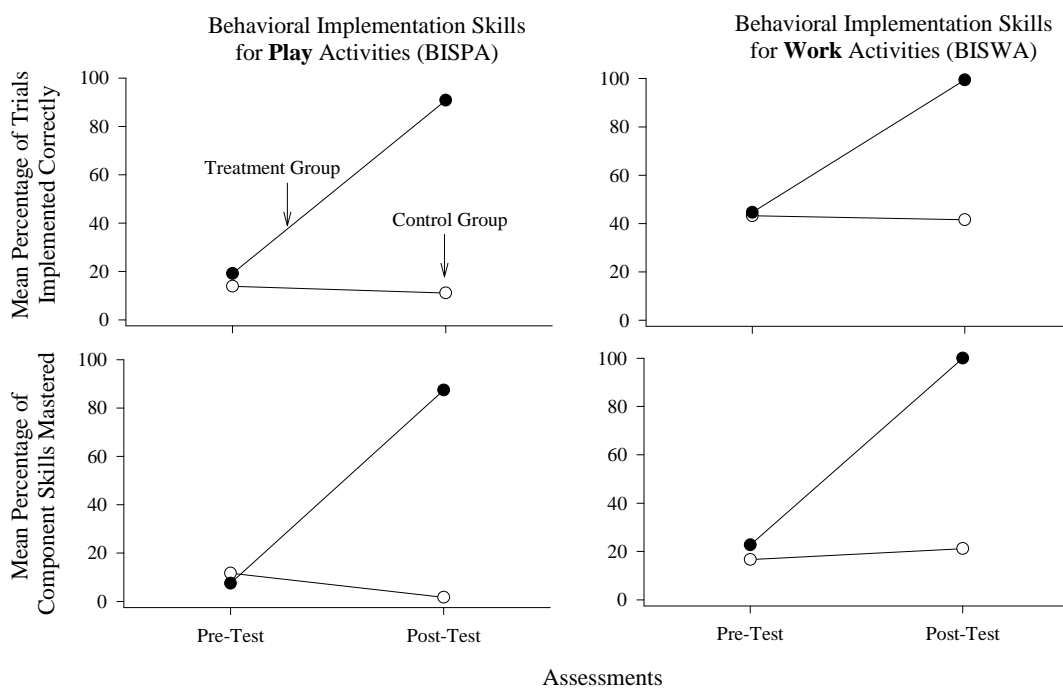 Behavioral Implementation Skills
for Play Activities (BISPA)
Behavioral Implementation Skills
for Work Activities (BISWA)
Mean Percentage of Trials
Implemented Correctly
100
80
60
40
20
0
Treatment Group
Control Group
100
80
60
40
20
0
Mean Percentage of
Component Skills Mastered
100
80
60
40
20
0
Pre-Test
Post-Test
100
80
60
40
20
0
Pre-Test
Post-Test
Assessments